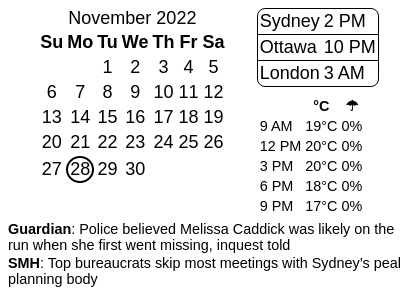 November 2022
Su Mo Tu We Th Fr Sa
1 2 3 4 5
6 7 8 9 10 11 12
13 14 15 16 17 18 19
20 21 22 23 24 25 26
27 28 29 30
Sydney 2 PM
Ottawa 10 PM
London 3 AM
°C ☂
9 AM 19°C 0%
12 PM 20°C 0%
3 PM 20°C 0%
6 PM 18°C 0%
9 PM 17°C 0%
Guardian: Police believed Melissa Caddick was likely on the
run when she first went missing, inquest told
SMH: Top bureaucrats skip most meetings with Sydney's peak
planning body